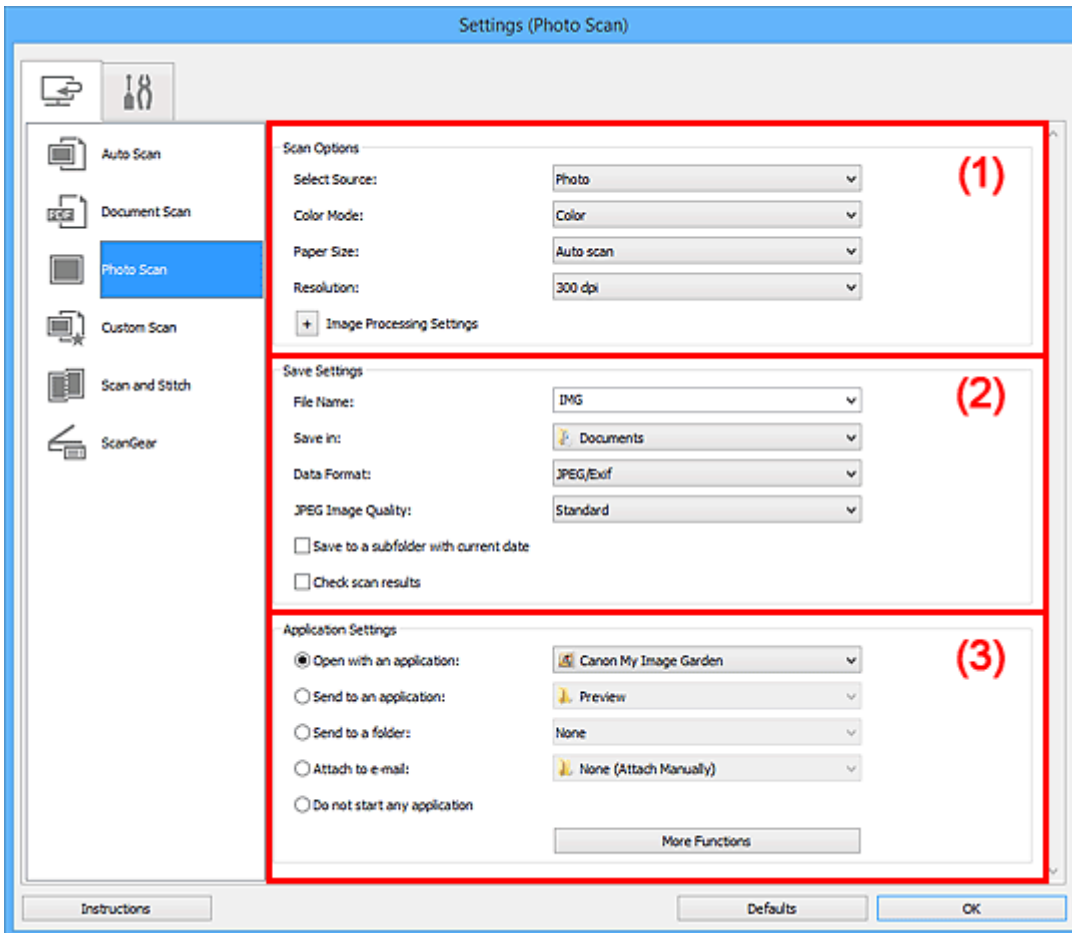 Settings (Photo Scan)
Auto Scan
Document Scan
Photo Scan
Custom Scan
Scan and Stitch
ScanGear
Scan Options
(1)
Select Source: Photo
Color Mode: Color
Paper Size: Auto scan
Resolution: 300 dpi
+ Image Processing Settings
Save Settings
(2)
File Name: IMG
Save in: Documents
Data Format: JPEG/Exif
JPEG Image Quality: Standard
Save to a subfolder with current date
Check scan results
Application Settings
(3)
Open with an application: Canon My Image Garden
Send to an application: Preview
Send to a folder: None
Attach to e-mail: None (Attach Manually)
Do not start any application
More Functions
Instructions Defaults OK